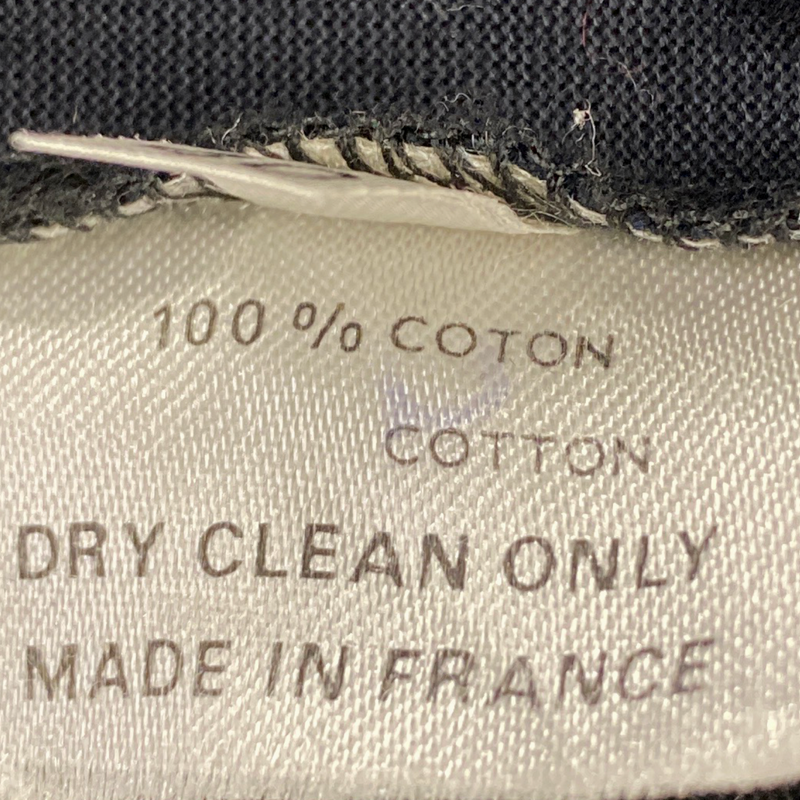 100 % COTON
COTTON
DRY CLEAN ONLY
MADE IN FRANCE